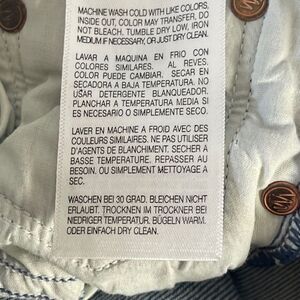 MACHINE WASH COLD WITH LIKE COLORS,
INSIDE OUT, COLOR MAY TRANSFER, DO
NOT BLEACH. TUMBLE DRY LOW, IRON
MEDIUM IF NECESSARY, OR JUST DRY CLEAN.
LAVAR A MAQUINA EN FRIO CON
COLORES SIMILARES. AL REVES.
COLOR PUEDE CAMBIAR. SECAR EN
SECADORA A BAJA TEMPERATURA. NO
USAR DETERGENTE BLANQUEADOR.
PLANCHAR A TEMPERATURA MEDIA SI
ES NECESARIO O SIMPLEMENTE SECO.
LAVER EN MACHINE A FROID AVEC DES
COULEURS SIMILAIRES. NE PAS UTILISER
D'AGENTS DE BLANCHIMENT. SECHER A
BASSE TEMPERATURE. REPASSER AU
BESOIN. OU SIMPLEMENT METTOYAGE A
SEC.
WASCHEN BEI 30 GRAD. BLEICHEN NICHT
ERLAUBT. TROCKNEN IM TROCKNER BEI
NIEDRIGER TEMPERATUR. BÜGELN WARM
ODER EINFACH DRY CLEAN.